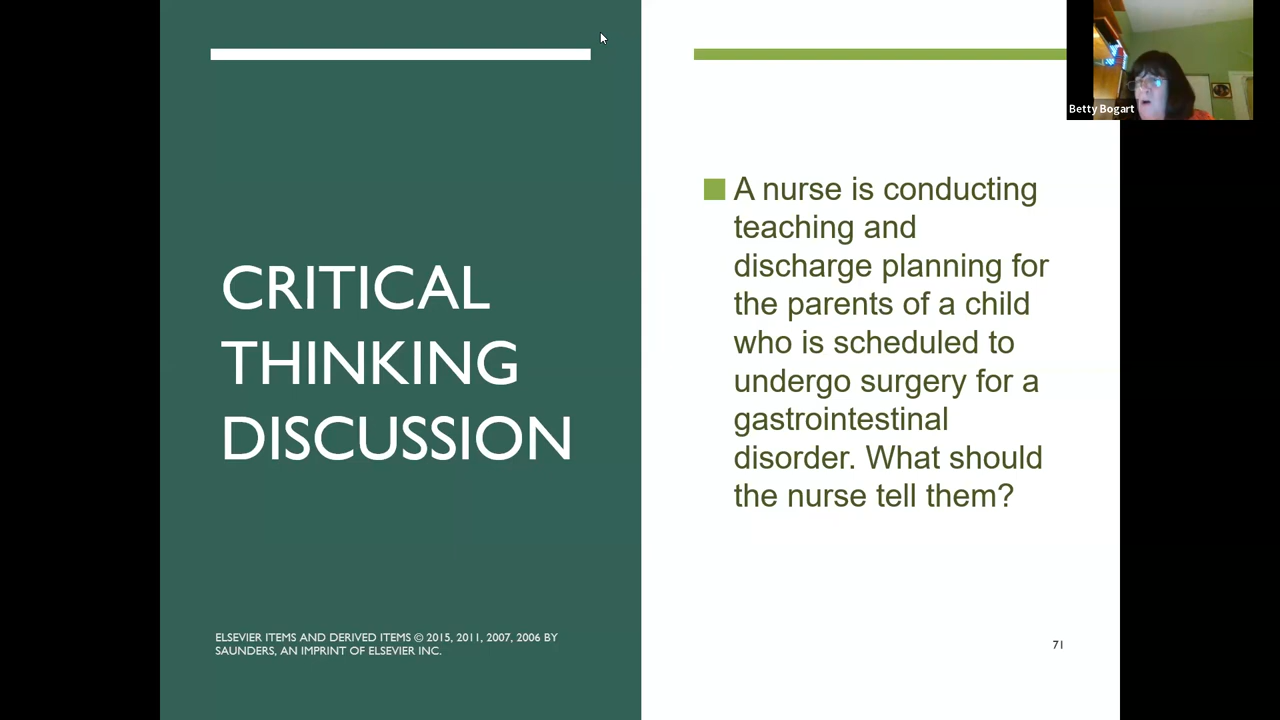 CRITICAL
THINKING
DISCUSSION
ELSEVIER ITEMS AND DERIVED ITEMS © 2015, 2011, 2007, 2006 BY
SAUNDERS, AN IMPRINT OF ELSEVIER INC.
A nurse is conducting
teaching and
discharge planning for
the parents of a child
who is scheduled to
undergo surgery for a
gastrointestinal
disorder. What should
the nurse tell them?
71
Betty Bogart